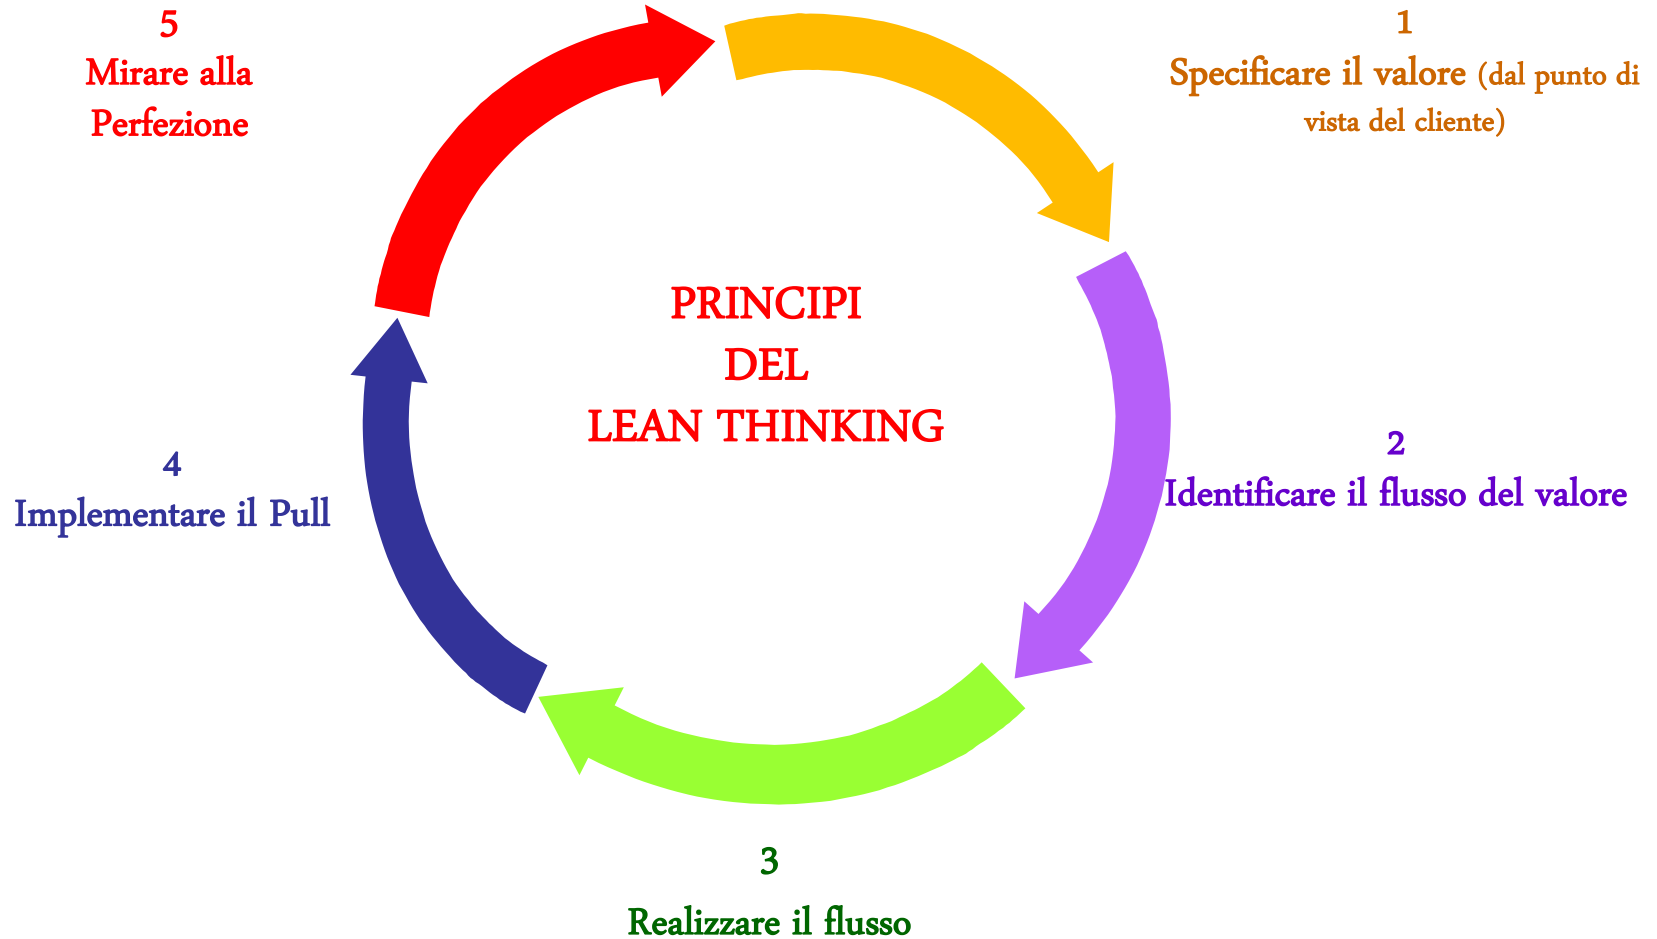 5
Mirare alla
Perfezione
1
Specificare il valore (dal punto di
vista del cliente)
PRINCIPI
DEL
LEAN THINKING
2
Identificare il flusso del valore
4
Implementare il Pull
3
Realizzare il flusso